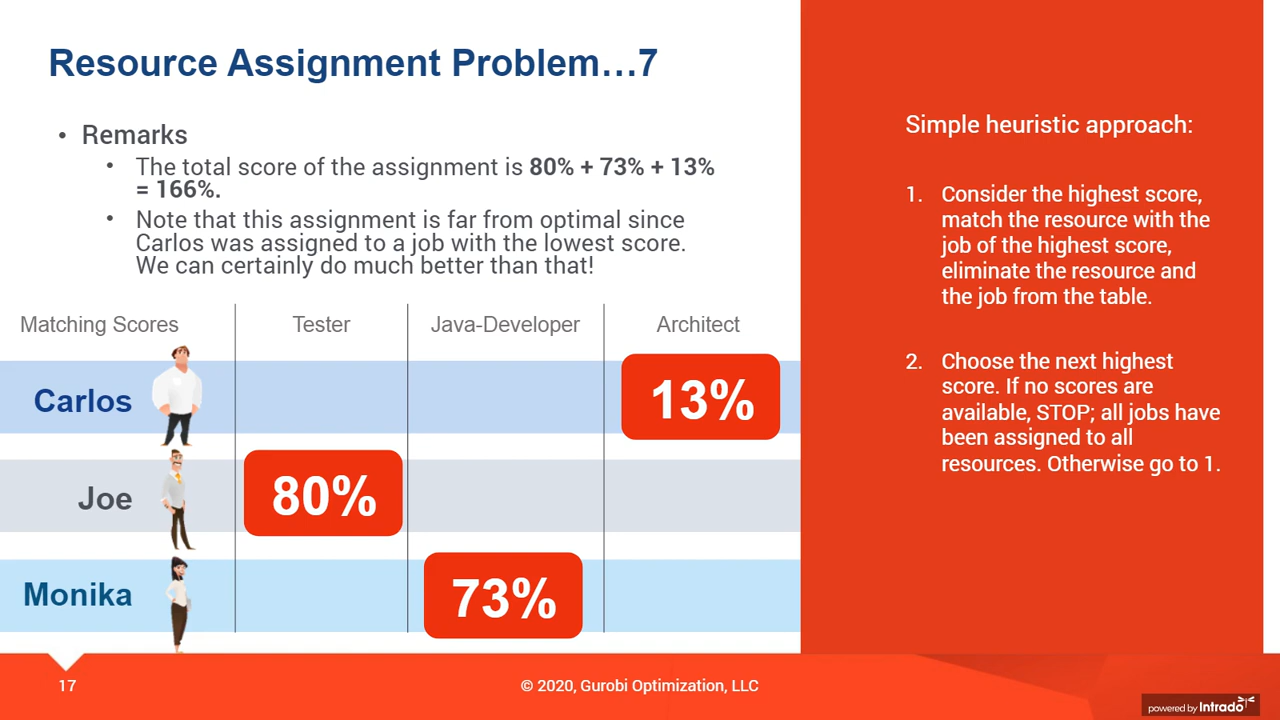 Resource Assignment Problem…7
• Remarks
• The total score of the assignment is 80% + 73% + 13%
= 166%.
• Note that this assignment is far from optimal since
Carlos was assigned to a job with the lowest score.
We can certainly do much better than that!
Matching Scores Tester Java-Developer Architect
Carlos 13%
Joe 80%
Monika 73%
Simple heuristic approach:
1. Consider the highest score,
match the resource with the
job of the highest score,
eliminate the resource and
the job from the table.
2. Choose the next highest
score. If no scores are
available, STOP; all jobs have
been assigned to all
resources. Otherwise go to 1.
17
© 2020, Gurobi Optimization, LLC
powered by Intrado